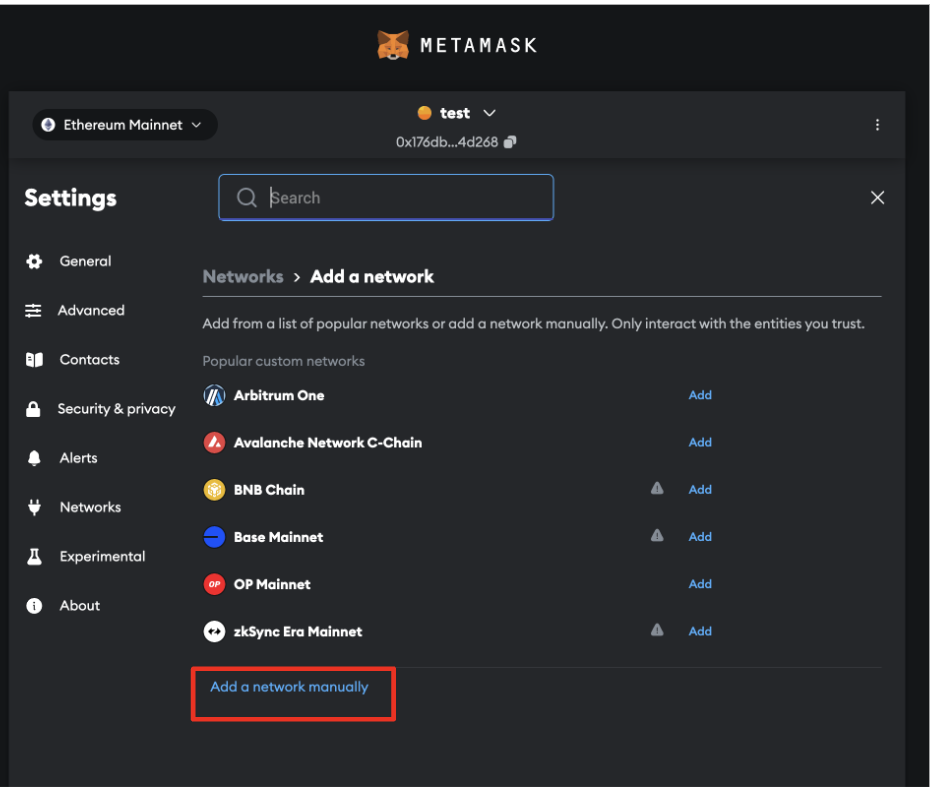 METAMASK
Ethereum Mainnet
test
0x176db...4d268
Settings
Search
General
Advanced
Contacts
Security & privacy
Alerts
Networks
Experimental
About
Networks > Add a network
Add from a list of popular networks or add a network manually. Only interact with the entities you trust.
Popular custom networks
Arbitrum One Add
Avalanche Network C-Chain Add
BNB Chain Add
Base Mainnet Add
OP OP Mainnet Add
zkSync Era Mainnet Add
Add a network manually